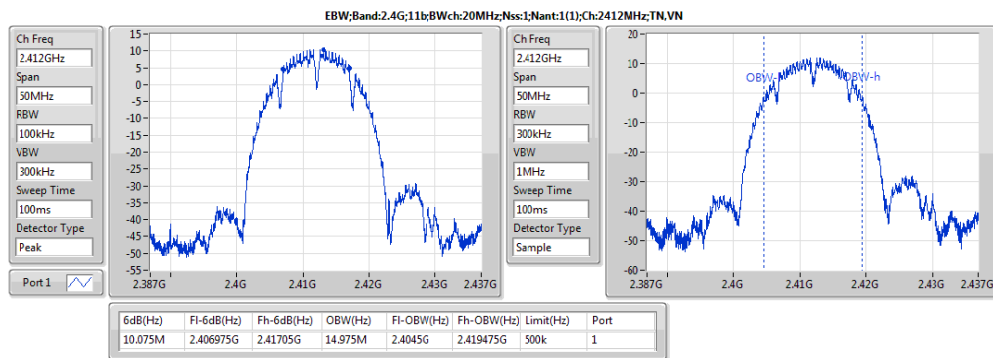 EBW;Band:2.4G;11b;BWch:20MHz;Nss:1;Nant:1(1);Ch:2412MHz;TN,VN
Ch Freq
2.412GHz
Span
50MHz
RBW
100kHz
VBW
300kHz
Sweep Time
100ms
Detector Type
Peak
Port 1
15
10
5
0
-5
-10
-15
-20
-25
-30
-35
-40
-45
-50
-55
2.387G 2.4G 2.41G 2.42G 2.43G 2.437G
Ch Freq
2.412GHz
Span
50MHz
RBW
300kHz
VBW
1MHz
Sweep Time
100ms
Detector Type
Sample
20
10
0
-10
-20
-30
-40
-50
-60
OBW-l OBW-h
2.387G 2.4G 2.41G 2.42G 2.43G 2.437G
6dB(Hz) Fl-6dB(Hz) Fh-6dB(Hz) OBW(Hz) Fl-OBW(Hz) Fh-OBW(Hz) Limit(Hz) Port
10.075M 2.406975G 2.41705G 14.975M 2.4045G 2.419475G 500k 1